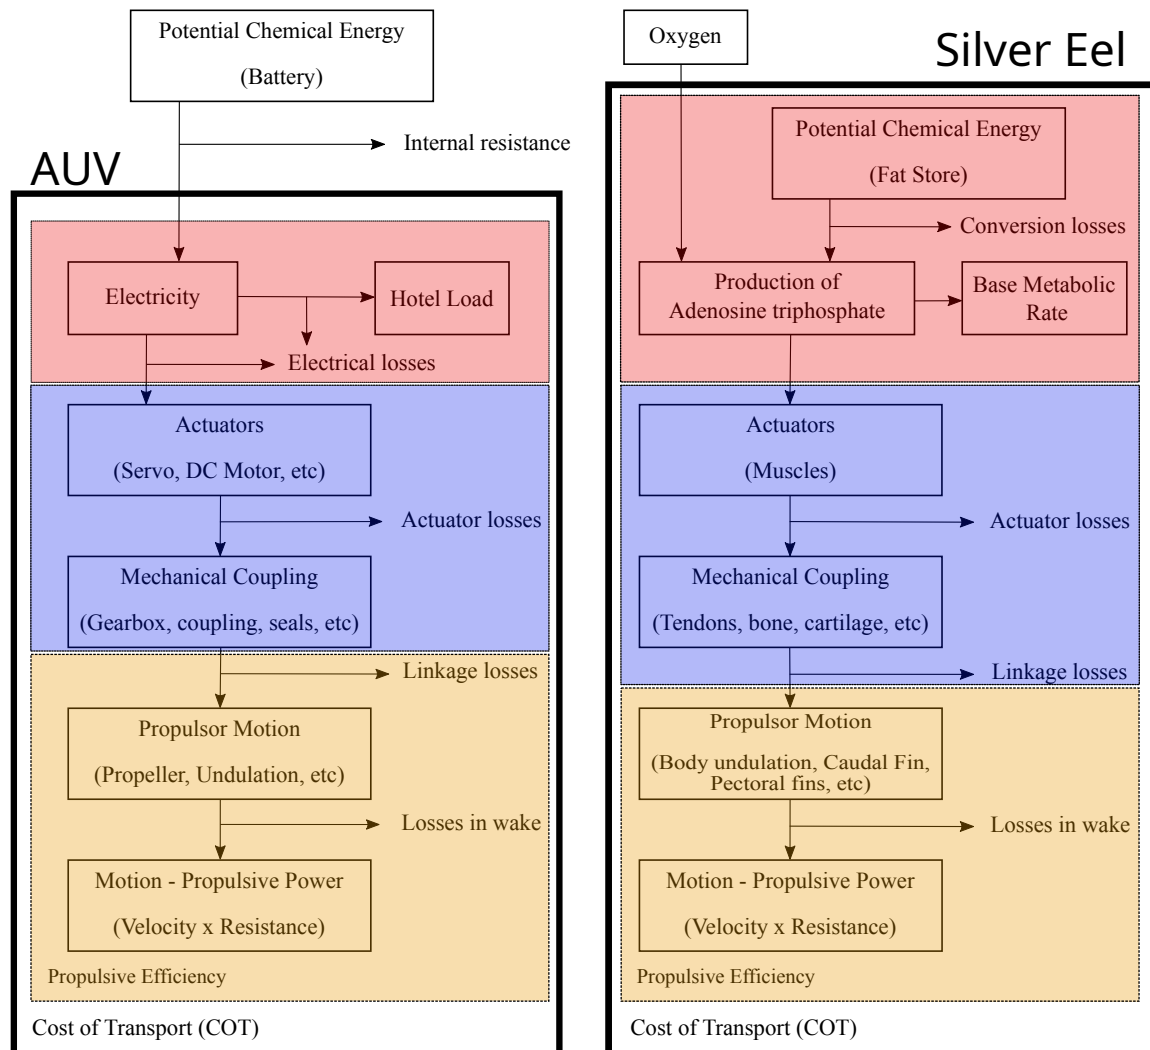 Potential Chemical Energy
(Battery)
Internal resistance
AUV
Electricity
Hotel Load
Electrical losses
Actuators
(Servo, DC Motor, etc)
Actuator losses
Mechanical Coupling
(Gearbox, coupling, seals, etc)
Linkage losses
Propulsor Motion
(Propeller, Undulation, etc)
Losses in wake
Motion - Propulsive Power
(Velocity x Resistance)
Propulsive Efficiency
Cost of Transport (COT)
Oxygen
Silver Eel
Potential Chemical Energy
(Fat Store)
Conversion losses
Production of
Adenosine triphosphate
Base Metabolic
Rate
Actuators
(Muscles)
Actuator losses
Mechanical Coupling
(Tendons, bone, cartilage, etc)
Linkage losses
Propulsor Motion
(Body undulation, Caudal Fin,
Pectoral fins, etc)
Losses in wake
Motion - Propulsive Power
(Velocity x Resistance)
Propulsive Efficiency
Cost of Transport (COT)